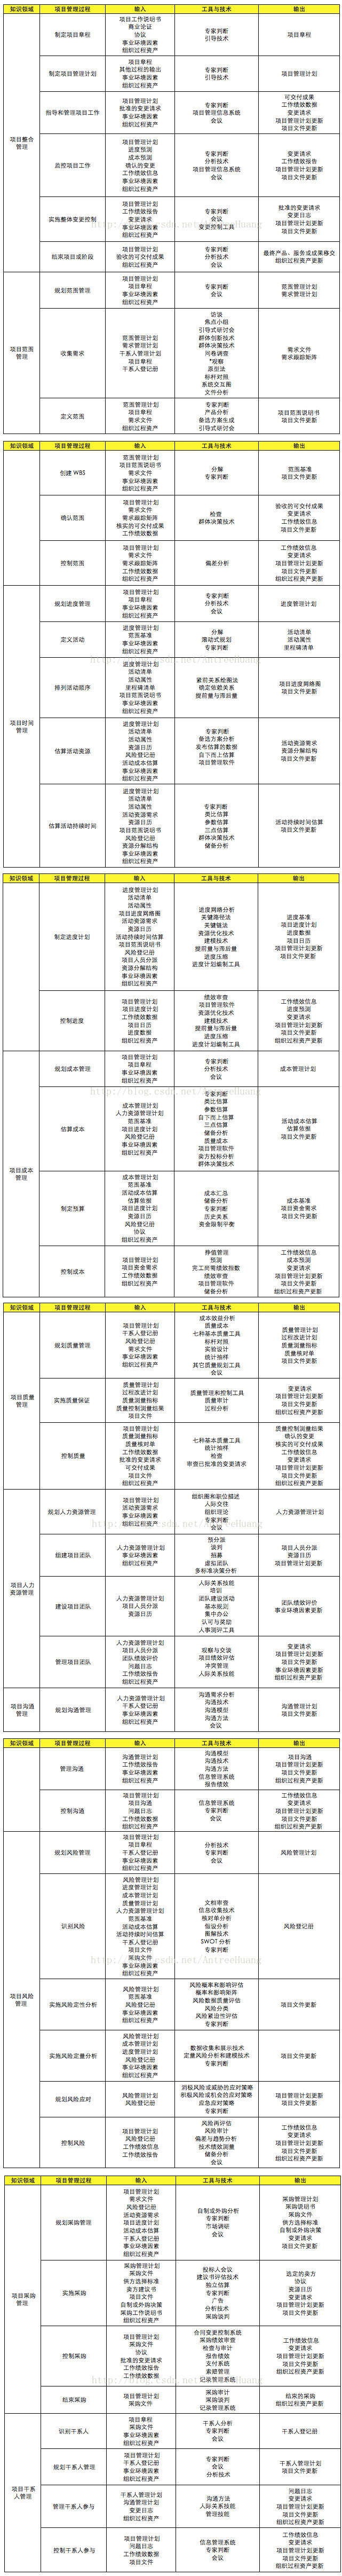 知识领域 项目管理过程 输入 工具与技术 输出
项目整合管理
制定项目章程
项目工作说明书
商业论证
协议
事业环境因素
组织过程资产
专家判断
引导技术
项目章程
制定项目管理计划
项目章程
其他过程的输出
事业环境因素
组织过程资产
专家判断
引导技术
项目管理计划
指导和管理项目工作
项目管理计划
批准的变更请求
事业环境因素
组织过程资产
专家判断
项目管理信息系统
会议
可交付成果
工作绩效数据
变更请求
项目管理计划更新
项目文件更新
监控项目工作
项目管理计划
进度预测
成本预测
确认的变更
工作绩效信息
事业环境因素
组织过程资产
专家判断
分析技术
项目管理信息系统
会议
变更请求
工作绩效报告
项目管理计划更新
项目文件更新
实施整体变更控制
项目管理计划
工作绩效报告
变更请求
事业环境因素
组织过程资产
专家判断
会议
变更控制工具
批准的变更请求
变更日志
项目管理计划更新
项目文件更新
结束项目或阶段
项目管理计划
验收的可交付成果
组织过程资产
专家判断
分析技术
会议
最终产品、服务或成果移交
组织过程资产更新
项目范围管理
规划范围管理
项目管理计划
项目章程
事业环境因素
组织过程资产
专家判断
会议
范围管理计划
需求管理计划
收集需求
范围管理计划
需求管理计划
干系人管理计划
项目章程
干系人登记册
访谈
焦点小组
引导式研讨会
群体创新技术
群体决策技术
问卷调查
*观察
原型法
标杆对照
系统交互图
文件分析
需求文件
需求跟踪矩阵
定义范围
范围管理计划
项目章程
需求文件
组织过程资产
专家判断
产品分析
备选方案生成
引导式研讨会
项目范围说明书
项目文件更新
知识领域 项目管理过程 输入 工具与技术 输出
创建 WBS
范围管理计划
项目范围说明书
需求文件
事业环境因素
组织过程资产
分解
专家判断
范围基准
项目文件更新
确认范围
项目管理计划
需求文件
需求跟踪矩阵
核实的可交付成果
工作绩效数据
检查
群体决策技术
验收的可交付成果
变更请求
工作绩效信息
项目文件更新
控制范围
项目管理计划
需求文件
需求跟踪矩阵
工作绩效数据
组织过程资产
偏差分析
工作绩效信息
变更请求
项目管理计划更新
项目文件更新
组织过程资产更新
项目时间管理
规划进度管理
项目管理计划
项目章程
事业环境因素
组织过程资产
专家判断
分析技术
会议
进度管理计划
定义活动
进度管理计划
范围基准
事业环境因素
组织过程资产
分解
滚动式规划
专家判断
活动清单
活动属性
里程碑清单
排列活动顺序
进度管理计划
活动清单
活动属性
里程碑清单
项目范围说明书
事业环境因素
组织过程资产
紧前关系绘图法
确定依赖关系
提前量与滞后量
项目进度网络图
项目文件更新
估算活动资源
进度管理计划
活动清单
活动属性
资源日历
风险登记册
活动成本估算
事业环境因素
组织过程资产
专家判断
备选方案分析
发布估算的数据
自下而上估算
项目管理软件
活动资源需求
资源分解结构
项目文件更新
估算活动持续时间
进度管理计划
活动清单
活动属性
活动资源需求
资源日历
项目范围说明书
风险登记册
资源分解结构
事业环境因素
组织过程资产
专家判断
类比估算
参数估算
三点估算
群体决策技术
储备分析
活动持续时间估算
项目文件更新
知识领域 项目管理过程 输入 工具与技术 输出
制定进度计划
进度管理计划
活动清单
活动属性
项目进度网络图
活动资源需求
资源日历
活动持续时间估算
项目范围说明书
风险登记册
项目人员分派
资源分解结构
事业环境因素
组织过程资产
进度网络分析
关键路径法
关键链法
资源优化技术
建模技术
提前量与滞后量
进度压缩
进度计划编制工具
进度基准
项目进度计划
进度数据
项目日历
项目管理计划更新
项目文件更新
控制进度
项目管理计划
项目进度计划
工作绩效数据
项目日历
进度数据
组织过程资产
绩效审查
项目管理软件
资源优化技术
建模技术
提前量与滞后量
进度压缩
进度计划编制工具
工作绩效信息
进度预测
变更请求
项目管理计划更新
项目文件更新
组织过程资产更新
项目成本管理
规划成本管理
项目管理计划
项目章程
事业环境因素
组织过程资产
专家判断
分析技术
会议
成本管理计划
估算成本
成本管理计划
人力资源管理计划
范围基准
项目进度计划
风险登记册
事业环境因素
组织过程资产
专家判断
类比估算
参数估算
自下而上估算
三点估算
储备分析
质量成本
项目管理软件
卖方投标分析
群体决策技术
活动成本估算
估算依据
项目文件更新
制定预算
成本管理计划
范围基准
活动成本估算
估算依据
项目进度计划
资源日历
风险登记册
协议
组织过程资产
成本汇总
储备分析
专家判断
历史关系
资金限制平衡
成本基准
项目资金需求
项目文件更新
控制成本
项目管理计划
项目资金需求
工作绩效数据
组织过程资产
挣值管理
预测
完工尚需绩效指数
绩效审查
项目管理软件
储备分析
工作绩效信息
成本预测
变更请求
项目管理计划更新
项目文件更新
组织过程资产更新
知识领域 项目管理过程 输入 工具与技术 输出
项目质量管理
规划质量管理
项目管理计划
干系人登记册
风险登记册
需求文件
事业环境因素
组织过程资产
成本效益分析
质量成本
七种基本质量工具
标杆对照
实验设计
统计抽样
其它质量规划工具
会议
质量管理计划
过程改进计划
质量测量指标
质量核对单
项目文件更新
实施质量保证
质量管理计划
过程改进计划
质量测量指标
质量控制测量结果
项目文件
质量管理和控制工具
质量审计
过程分析
变更请求
项目管理计划更新
项目文件更新
组织过程资产更新
控制质量
项目管理计划
质量测量指标
质量核对单
工作绩效数据
批准的变更请求
可交付成果
项目文件
组织过程资产
七种基本质量工具
统计抽样
检查
审查已批准的变更请求
质量控制测量结果
确认的变更
核实的可交付成果
工作绩效信息
变更请求
项目管理计划更新
项目文件更新
组织过程资产更新
项目人力资源管理
规划人力资源管理
项目管理计划
活动资源需求
事业环境因素
组织过程资产
组织图和职位描述
人际交往
组织理论
专家判断
会议
人力资源管理计划
组建项目团队
人力资源管理计划
事业环境因素
组织过程资产
预分派
谈判
招募
虚拟团队
多标准决策分析
项目人员分派
资源日历
项目管理计划更新
建设项目团队
人力资源管理计划
项目人员分派
资源日历
人际关系技能
培训
团队建设活动
基本规则
集中办公
认可与奖励
人事测评工具
团队绩效评价
事业环境因素更新
管理项目团队
人力资源管理计划
项目人员分派
团队绩效评价
问题日志
工作绩效报告
组织过程资产
观察与交谈
项目绩效评估
冲突管理
人际关系技能
变更请求
项目管理计划更新
项目文件更新
事业环境因素更新
组织过程资产更新
项目沟通管理
规划沟通管理
人力资源管理计划
干系人登记册
事业环境因素
组织过程资产
沟通需求分析
沟通技术
沟通模型
沟通方法
会议
沟通管理计划
项目文件更新
知识领域 项目管理过程 输入 工具与技术 输出
管理沟通
沟通管理计划
工作绩效报告
事业环境因素
组织过程资产
沟通模型
沟通技术
沟通方法
信息管理系统
报告绩效
项目沟通
项目管理计划更新
项目文件更新
组织过程资产更新
控制沟通
项目管理计划
项目沟通
问题日志
工作绩效数据
组织过程资产
信息管理系统
专家判断
会议
工作绩效信息
变更请求
项目管理计划更新
项目文件更新
组织过程资产更新
项目风险管理
规划风险管理
项目管理计划
项目章程
干系人登记册
事业环境因素
组织过程资产
分析技术
专家判断
会议
风险管理计划
识别风险
风险管理计划
进度管理计划
成本管理计划
质量管理计划
人力资源管理计划
范围基准
活动成本估算
活动持续时间估算
干系人登记册
项目文件
采购文件
事业环境因素
组织过程资产
文档审查
信息收集技术
核对单分析
假设分析
图解技术
SWOT 分析
专家判断
风险登记册
实施风险定性分析
风险管理计划
范围基准
风险登记册
事业环境因素
组织过程资产
风险概率和影响评估
概率和影响矩阵
风险数据质量评估
风险分类
风险紧迫性评估
专家判断
项目文件更新
实施风险定量分析
风险管理计划
成本管理计划
进度管理计划
风险登记册
事业环境因素
组织过程资产
数据收集和展示技术
定量风险分析和建模技术
专家判断
项目文件更新
规划风险应对
风险管理计划
风险登记册
消极风险或威胁的应对策略
积极风险或机会的应对策略
应急应对策略
专家判断
项目管理计划更新
项目文件更新
控制风险
项目管理计划
风险登记册
工作绩效信息
工作绩效报告
风险再评估
风险审计
偏差与趋势分析
技术绩效测量
储备分析
会议
工作绩效信息
变更请求
项目管理计划更新
项目文件更新
组织过程资产更新
知识领域 项目管理过程 输入 工具与技术 输出
项目采购管理
规划采购管理
项目管理计划
需求文件
风险登记册
活动资源需求
项目进度计划
活动成本估算
干系人登记册
事业环境因素
组织过程资产
自制或外购分析
专家判断
市场调研
会议
采购管理计划
采购说明书
采购文件
供方选择标准
自制或外购决策
变更请求
项目文件更新
实施采购
采购管理计划
采购文件
供方选择标准
卖方建议书
项目文件
自制或外购决策
采购工作说明书
组织过程资产
投标人会议
建议书评估技术
独立估算
专家判断
广告
分析技术
采购谈判
选定的卖方
协议
资源日历
变更请求
项目管理计划更新
项目文件更新
控制采购
项目管理计划
采购文件
协议
批准的变更请求
工作绩效报告
工作绩效数据
合同变更控制系统
采购绩效审查
检查与审计
报告绩效
支付系统
索赔管理
记录管理系统
工作绩效信息
变更请求
项目管理计划更新
项目文件更新
组织过程资产更新
结束采购
项目管理计划
采购文件
采购审计
采购谈判
记录管理系统
结束的采购
组织过程资产更新
项目干系人管理
识别干系人
项目章程
采购文件
事业环境因素
组织过程资产
干系人分析
专家判断
会议
干系人登记册
规划干系人管理
项目管理计划
干系人登记册
事业环境因素
组织过程资产
专家判断
会议
分析技术
干系人管理计划
项目文件更新
管理干系人参与
干系人管理计划
沟通管理计划
变更日志
组织过程资产
沟通方法
人际关系技能
管理技能
问题日志
变更请求
项目管理计划更新
项目文件更新
组织过程资产更新
控制干系人参与
项目管理计划
问题日志
工作绩效数据
项目文件
信息管理系统
专家判断
会议
工作绩效信息
变更请求
项目管理计划更新
项目文件更新
组织过程资产更新
http://blog.csdn.net/AntreeHuang